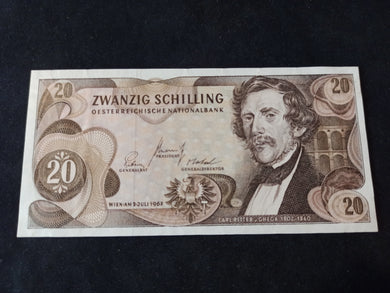 20
ZWANZIG SCHILLING
OESTERREICHISCHE NATIONALBANK
20
PRÄSIDENT
GENERALRAT
GENERALDIREKTOR
20
WIEN·AM 2·JULI 1967
CARL RITTER v·GHEGA 1802-1860
20